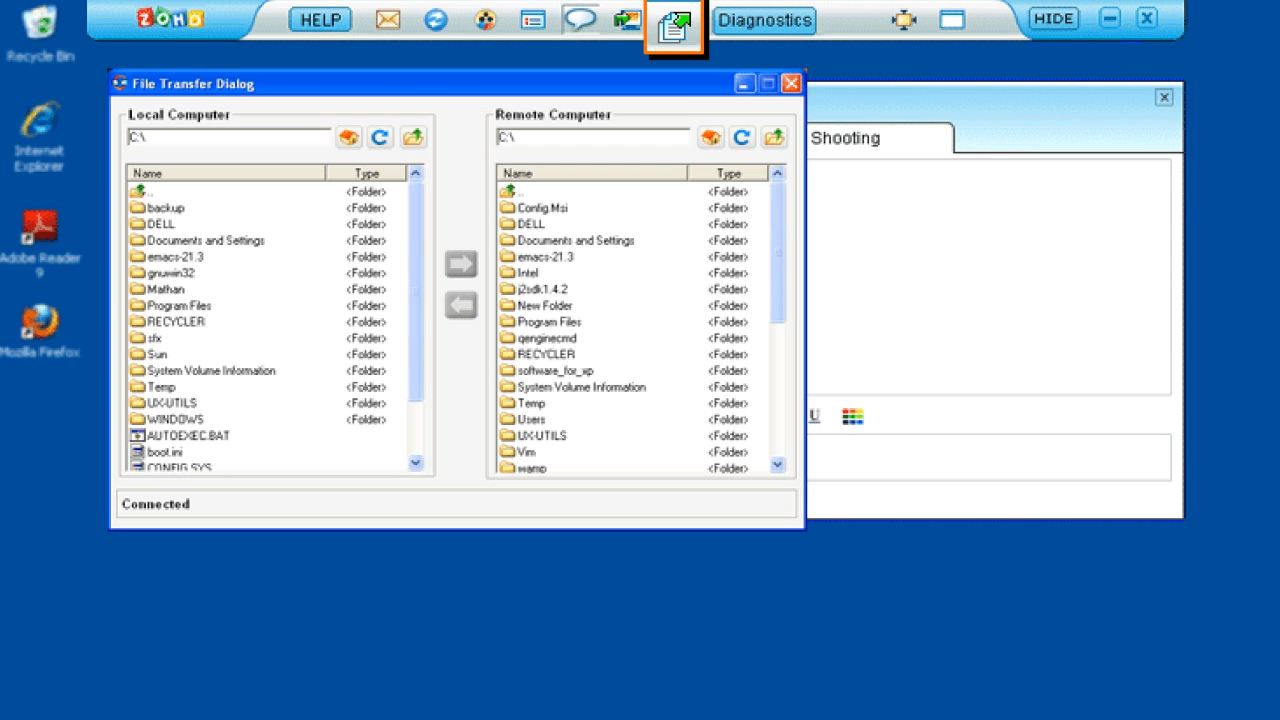 ZOHO HELP Diagnostics HIDE
Recycle Bin
Internet
Explorer
Adobe Reader
9
Mozilla Firefox
File Transfer Dialog
Local Computer
C:\
Name Type
.. <Folder>
backup <Folder>
DELL <Folder>
Documents and Settings <Folder>
emacs-21.3 <Folder>
gnuwin32 <Folder>
Mathan <Folder>
Program Files <Folder>
RECYCLER <Folder>
sfx <Folder>
Sun <Folder>
System Volume Information <Folder>
Temp <Folder>
UX-UTILS <Folder>
WINDOWS <Folder>
AUTOEXEC.BAT
boot.ini
CONFIG.SYS
Remote Computer
C:\
Name Type
.. <Folder>
Config.Msi <Folder>
DELL <Folder>
Documents and Settings <Folder>
emacs-21.3 <Folder>
Intel <Folder>
j2sdk1.4.2 <Folder>
New Folder <Folder>
Program Files <Folder>
qenginecmd <Folder>
RECYCLER <Folder>
software_for_xp <Folder>
System Volume Information <Folder>
Temp <Folder>
Users <Folder>
UX-UTILS <Folder>
Vim <Folder>
wamp <Folder>
Connected
Shooting
U